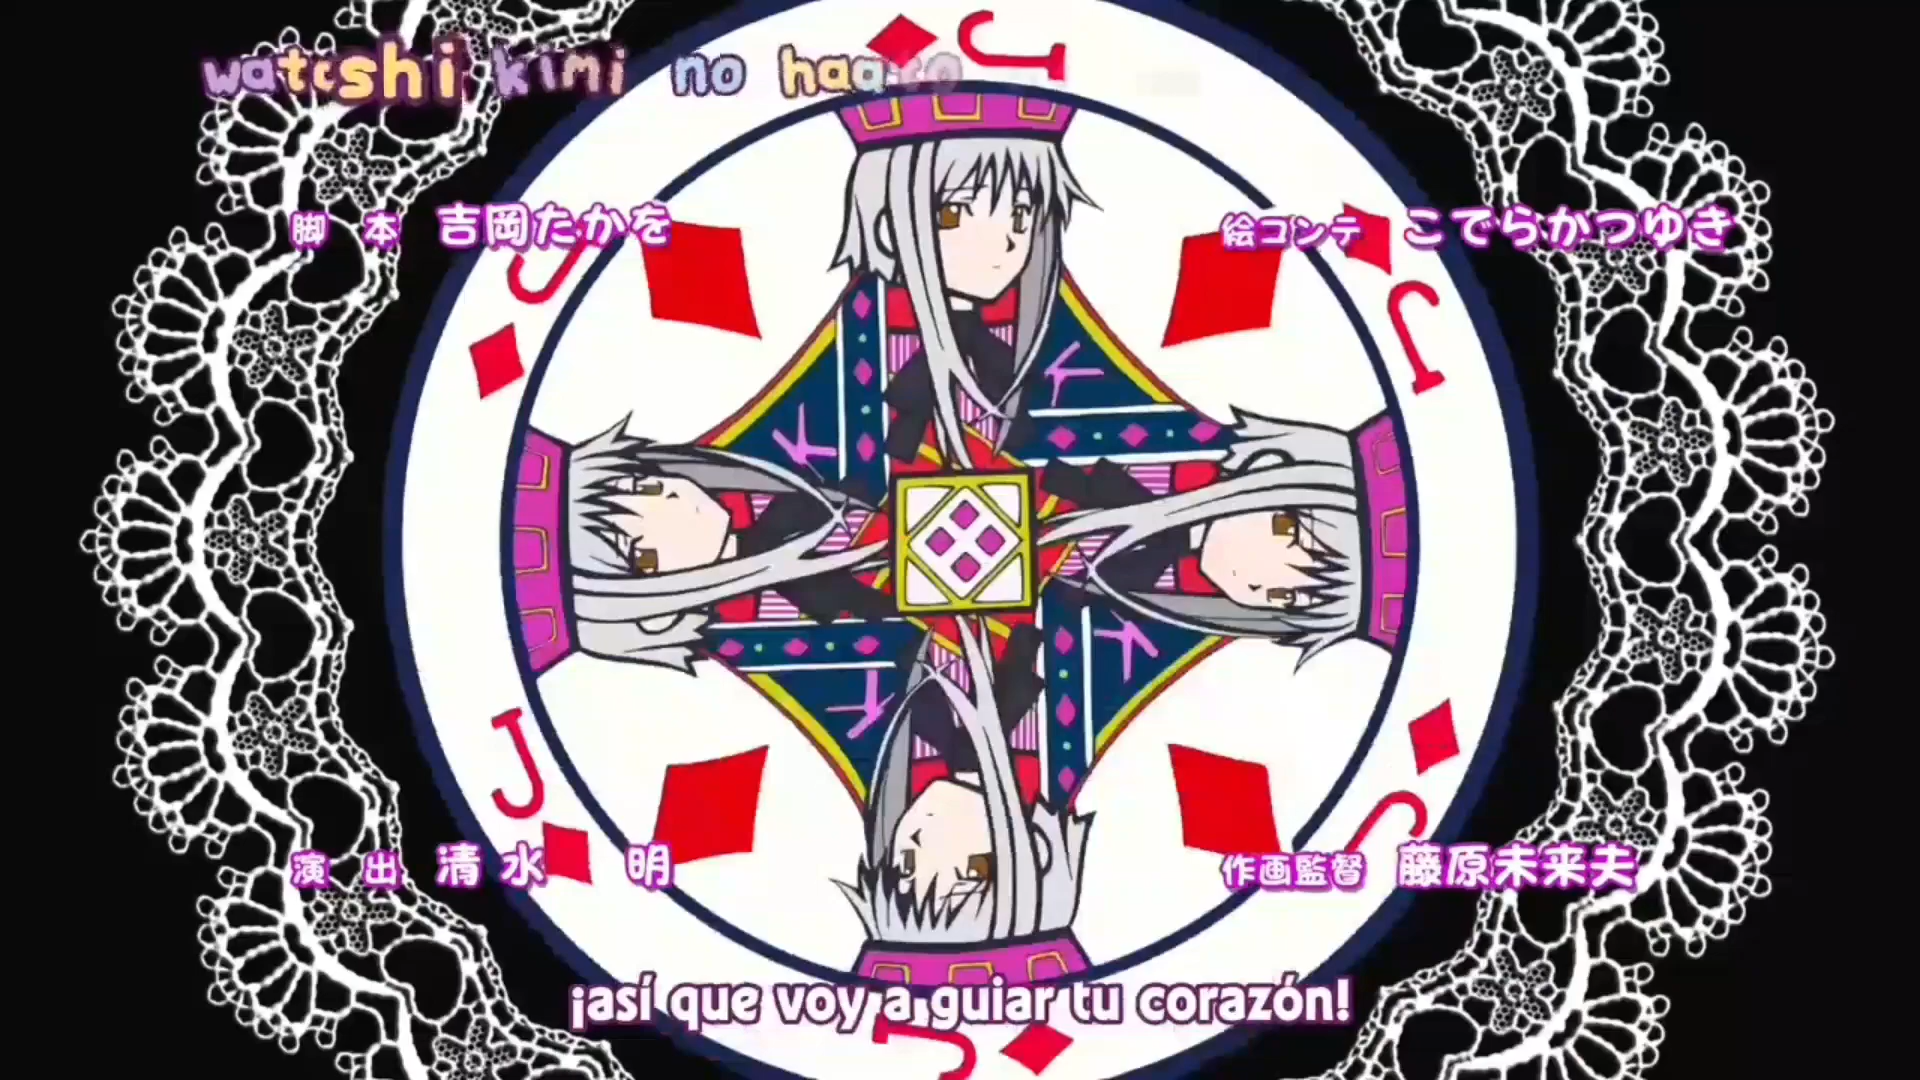 watashi kimi no haato
脚本 吉岡たかを
絵コンテ こでらかつゆき
J
J
J
J
K
K
K
K
演出 清水 明
作画監督 藤原未来夫
J
¡así que voy a guiar tu corazón!
J